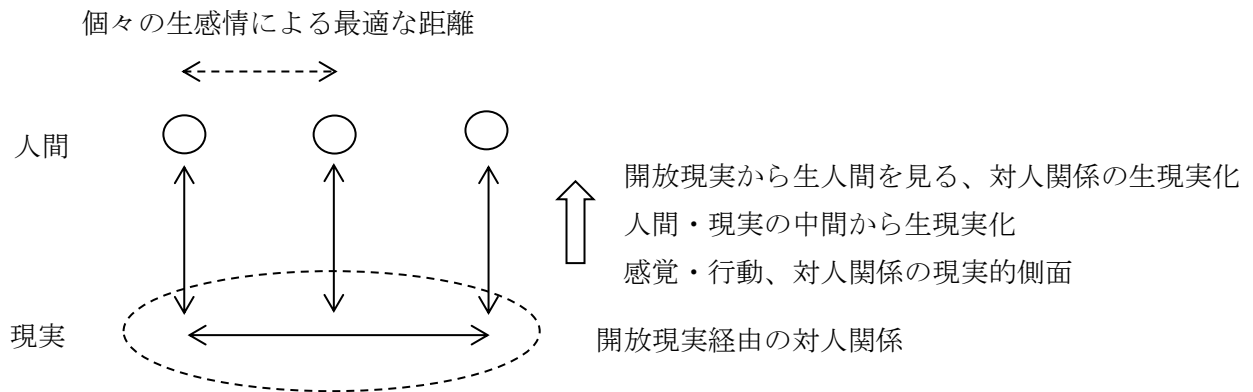 個々の生感情による最適な距離
人間
開放現実から生人間を見る、対人関係の生現実化
人間・現実の中間から生現実化
感覚・行動、対人関係の現実的側面
現実
開放現実経由の対人関係